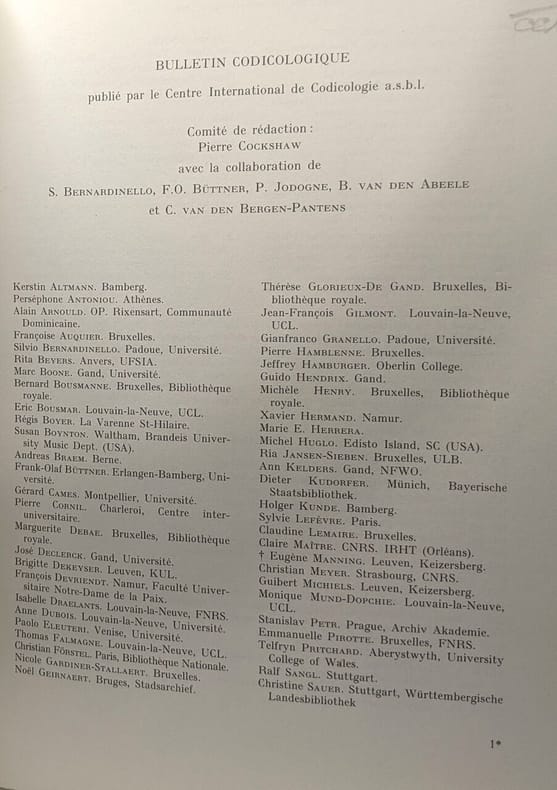 BULLETIN CODICOLOGIQUE
publié par le Centre International de Codicologie a.s.b.l.
Comité de rédaction :
Pierre COCKSHAW
avec la collaboration de
S. BERNARDINELLO, F.O. BÜTTNER, P. JODOGNE, B. VAN DEN ABEELE
et C. VAN DEN BERGEN-PANTENS
Kerstin ALTMANN. Bamberg.
Perséphone ANTONIOU. Athènes.
Alain ARNOULD. OP. Rixensart, Communauté
Dominicaine.
Françoise AUQUIER. Bruxelles.
Silvio BERNARDINELLO. Padoue, Université.
Rita BEYERS. Anvers, UFSIA.
Marc BOONE. Gand, Université.
Bernard BOUSMANNE. Bruxelles, Bibliothèque
royale.
Eric BOUSMAR. Louvain-la-Neuve, UCL.
Régis BOYER. La Varenne St-Hilaire.
Susan BOYNTON. Waltham, Brandeis Univer-
sity Music Dept. (USA).
Andreas BRAEM. Berne.
Frank-Olaf BÜTTNER. Erlangen-Bamberg, Uni-
versité.
Gérard CAMES. Montpellier, Université.
Pierre CORNIL. Charleroi, Centre inter-
universitaire.
Marguerite DEBAE. Bruxelles, Bibliothèque
royale.
José DECLERCK. Gand, Université.
Brigitte DEKEYSER. Leuven, KUL.
François DEVRIENDT. Namur, Faculté Univer-
sitaire Notre-Dame de la Paix.
Isabelle DRAELANTS. Louvain-la-Neuve, FNRS.
Anne DUBOIS. Louvain-la-Neuve, Université.
Paolo ELEUTERI. Venise, Université.
Thomas FALMAGNE. Louvain-la-Neuve, UCL.
Christian FÖRSTEL. Paris, Bibliothèque Nationale.
Nicole GARDINER-STALLAERT. Bruxelles.
Noël GEIRNAERT. Bruges, Stadsarchief.
Thérèse GLORIEUX-DE GAND. Bruxelles, Bi-
bliothèque royale.
Jean-François GILMONT. Louvain-la-Neuve,
UCL.
Gianfranco GRANELLO. Padoue, Université.
Pierre HAMBLENNE. Bruxelles.
Jeffrey HAMBURGER. Oberlin College.
Guido HENDRIX. Gand.
Michèle HENRY. Bruxelles, Bibliothèque
royale.
Xavier HERMAND. Namur.
Marie E. HERRERA.
Michel HUGLO. Edisto Island, SC (USA).
Ria JANSEN-SIEBEN. Bruxelles, ULB.
Ann KELDERS. Gand, NFWO.
Dieter KUDORFER. Münich, Bayerische
Staatsbibliothek.
Holger KUNDE. Bamberg.
Sylvie LEFÈVRE. Paris.
Claudine LEMAIRE. Bruxelles.
Claire MAÎTRE. CNRS. IRHT (Orléans).
† Eugène MANNING. Leuven, Keizersberg.
Christian MEYER. Strasbourg, CNRS.
Guibert MICHIELS. Leuven, Keizersberg.
Monique MUND-DOPCHIE. Louvain-la-Neuve,
UCL.
Stanislav PETR. Prague, Archiv Akademie.
Emmanuelle PIROTTE. Bruxelles, FNRS.
Telfryn PRITCHARD. Aberystwyth, University
College of Wales.
Ralf SANGL. Stuttgart.
Christine SAUER. Stuttgart, Württembergische
Landesbibliothek
1*